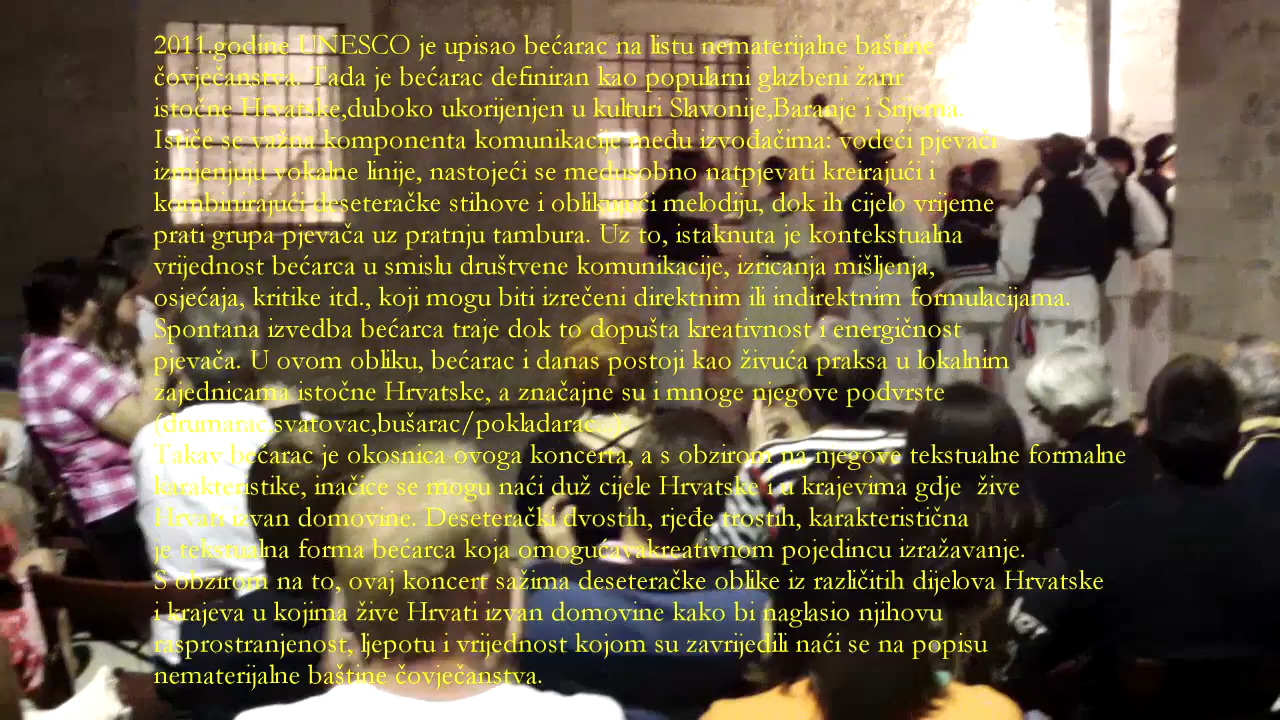 2011.godine UNESCO je upisao bećarac na listu nematerijalne baštine
čovječanstva. Tada je bećarac definiran kao popularni glazbeni žanr
istočne Hrvatske,duboko ukorijenjen u kulturi Slavonije,Baranje i Srijema.
Ističe se važna komponenta komunikacije među izvođačima: vodeći pjevači
izmjenjuju vokalne linije, nastojeći se međusobno natpjevati kreirajući i
kombinirajući deseteračke stihove i oblikujući melodiju, dok ih cijelo vrijeme
prati grupa pjevača uz pratnju tambura. Uz to, istaknuta je kontekstualna
vrijednost bećarca u smislu društvene komunikacije, izricanja mišljenja,
osjećaja, kritike itd., koji mogu biti izrečeni direktnim ili indirektnim formulacijama.
Spontana izvedba bećarca traje dok to dopušta kreativnost i energičnost
pjevača. U ovom obliku, bećarac i danas postoji kao živuća praksa u lokalnim
zajednicama istočne Hrvatske, a značajne su i mnoge njegove podvrste
(drumarac,svatovac,bušarac/pokladarac...).
Takav bećarac je okosnica ovoga koncerta, a s obzirom na njegove tekstualne formalne
karakteristike, inačice se mogu naći duž cijele Hrvatske i u krajevima gdje  žive
Hrvati izvan domovine. Deseterački dvostih, rjeđe trostih, karakteristična
je tekstualna forma bećarca koja omogućavakreativnom pojedincu izražavanje.
S obzirom na to, ovaj koncert sažima deseteračke oblike iz različitih dijelova Hrvatske
i krajeva u kojima žive Hrvati izvan domovine kako bi naglasio njihovu
rasprostranjenost, ljepotu i vrijednost kojom su zavrijedili naći se na popisu
nematerijalne baštine čovječanstva.